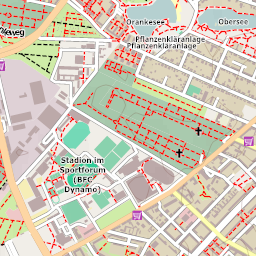 Orankesee
Obersee
Pflanzenkläranlage
Pflanzenkläranlage
Stadion im
Sportforum
(BFC
Dynamo)